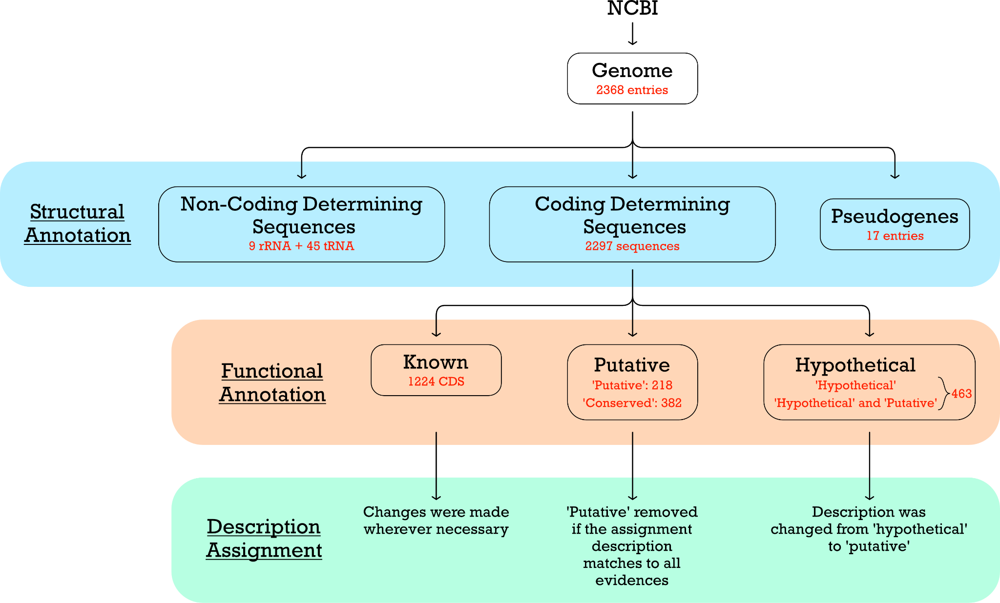 NCBI
Genome
2368 entries
Structural
Annotation
Non-Coding Determining
Sequences
9 rRNA + 45 tRNA
Coding Determining
Sequences
2297 sequences
Pseudogenes
17 entries
Functional
Annotation
Known
1224 CDS
Putative
'Putative': 218
'Conserved': 382
Hypothetical
'Hypothetical'
'Hypothetical' and 'Putative'
463
Description
Assignment
Changes were made
wherever necessary
'Putative' removed
if the assignment
description
matches to all
evidences
Description was
changed from 'hypothetical'
to 'putative'